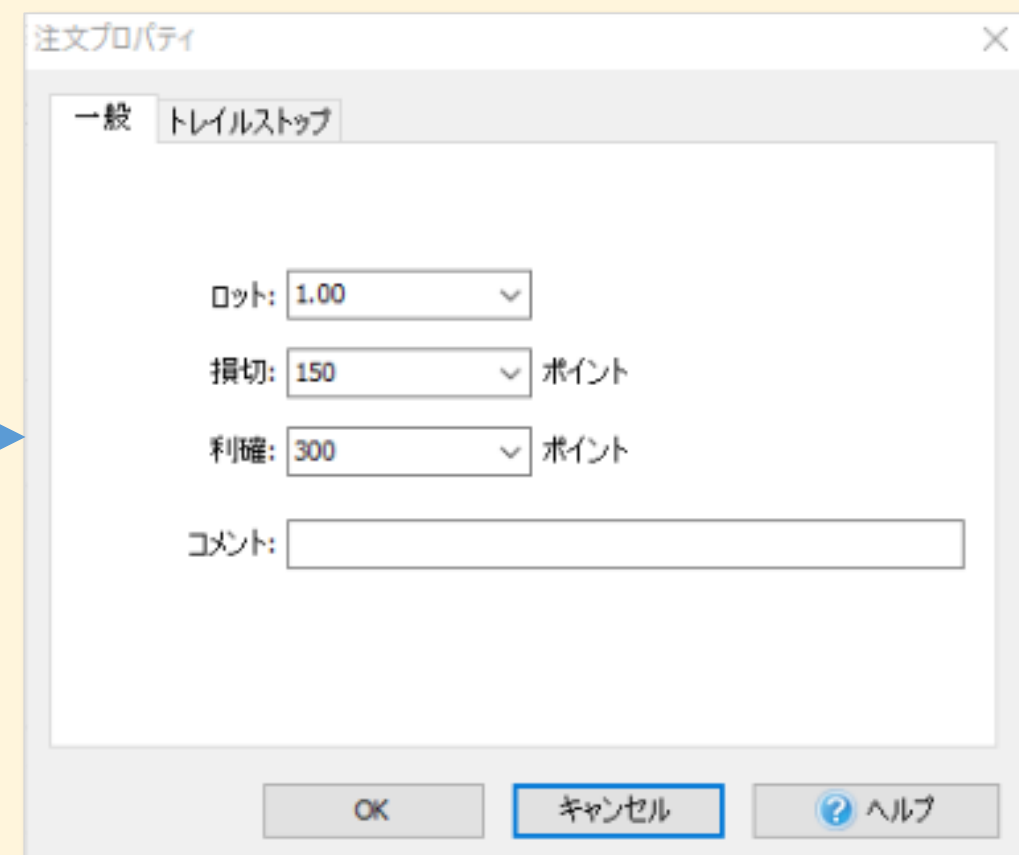 注文プロパティ
一般 トレイルストップ
ロット: 1.00
損切: 150 ポイント
利確: 300 ポイント
コメント:
OK キャンセル ? ヘルプ